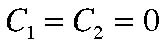 C₁ = C₂ = 0